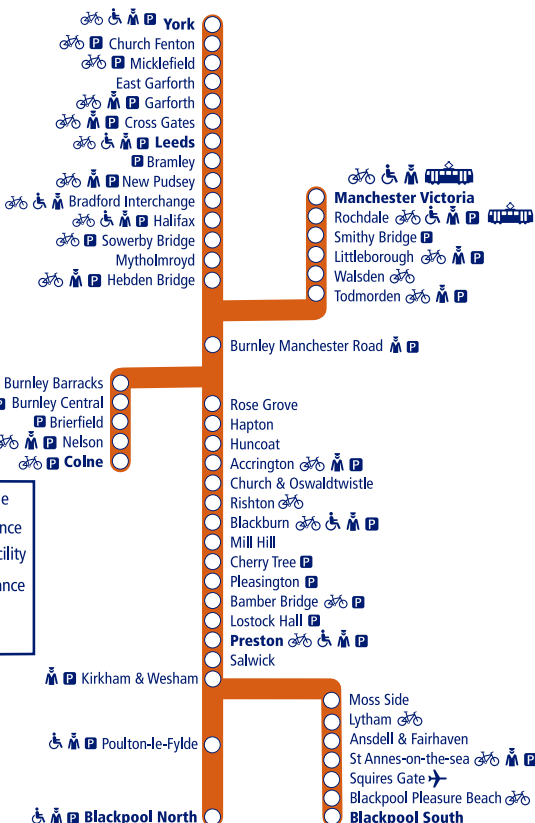 York
P Church Fenton
P Micklefield
East Garforth
P Garforth
P Cross Gates
P Leeds
P Bramley
P New Pudsey
Bradford Interchange
P Halifax
P Sowerby Bridge
Mytholmroyd
P Hebden Bridge
Manchester Victoria
Rochdale P
Smithy Bridge P
Littleborough P
Walsden
Todmorden P
Burnley Manchester Road P
Burnley Barracks
P Burnley Central
P Brierfield
P Nelson
P Colne
Rose Grove
Hapton
Huncoat
Accrington P
Church & Oswaldtwistle
Rishton
Blackburn P
Mill Hill
Cherry Tree P
Pleasington P
Bamber Bridge P
Lostock Hall P
Preston P
Salwick
P Kirkham & Wesham
P Poulton-le-Fylde
P Blackpool North
Moss Side
Lytham
Ansdell & Fairhaven
St Annes-on-the-sea P
Squires Gate
Blackpool Pleasure Beach
Blackpool South